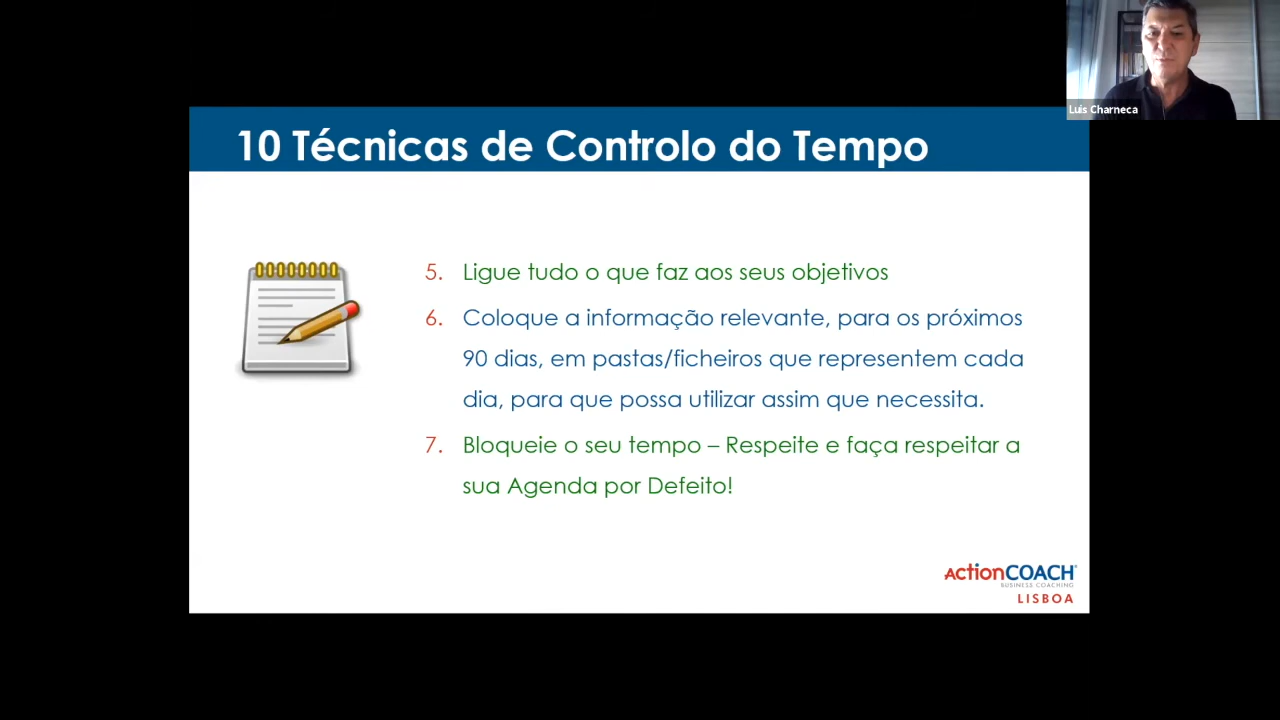 Luis Charneca
10 Técnicas de Controlo do Tempo
5. Ligue tudo o que faz aos seus objetivos
6. Coloque a informação relevante, para os próximos
90 dias, em pastas/ficheiros que representem cada
dia, para que possa utilizar assim que necessita.
7. Bloqueie o seu tempo – Respeite e faça respeitar a
sua Agenda por Defeito!
ActionCOACH
BUSINESS COACHING
LISBOA